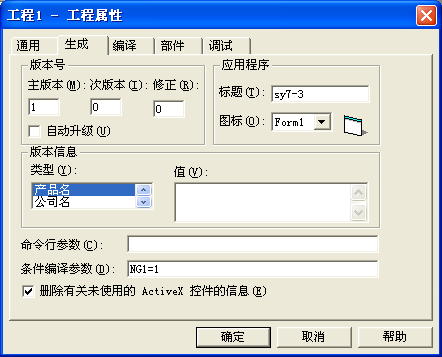 工程1 - 工程属性
通用 生成 编译 部件 调试
版本号
主版本(M): 次版本(I): 修正(R):
1 0 0
自动升级(U)
应用程序
标题(T): sy7-3
图标(O): Form1
版本信息
类型(Y): 值(V):
产品名
公司名
命令行参数(C):
条件编译参数(D): NG1=1
删除有关未使用的 ActiveX 控件的信息(E)
确定 取消 帮助